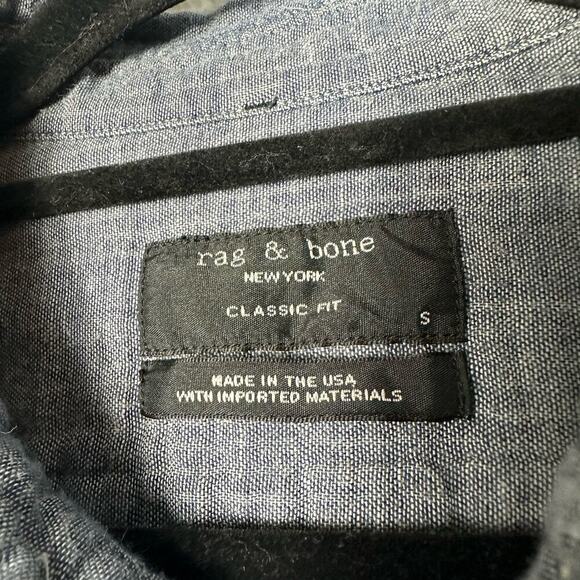 rag & bone
NEW YORK
CLASSIC FIT
S
MADE IN THE USA
WITH IMPORTED MATERIALS